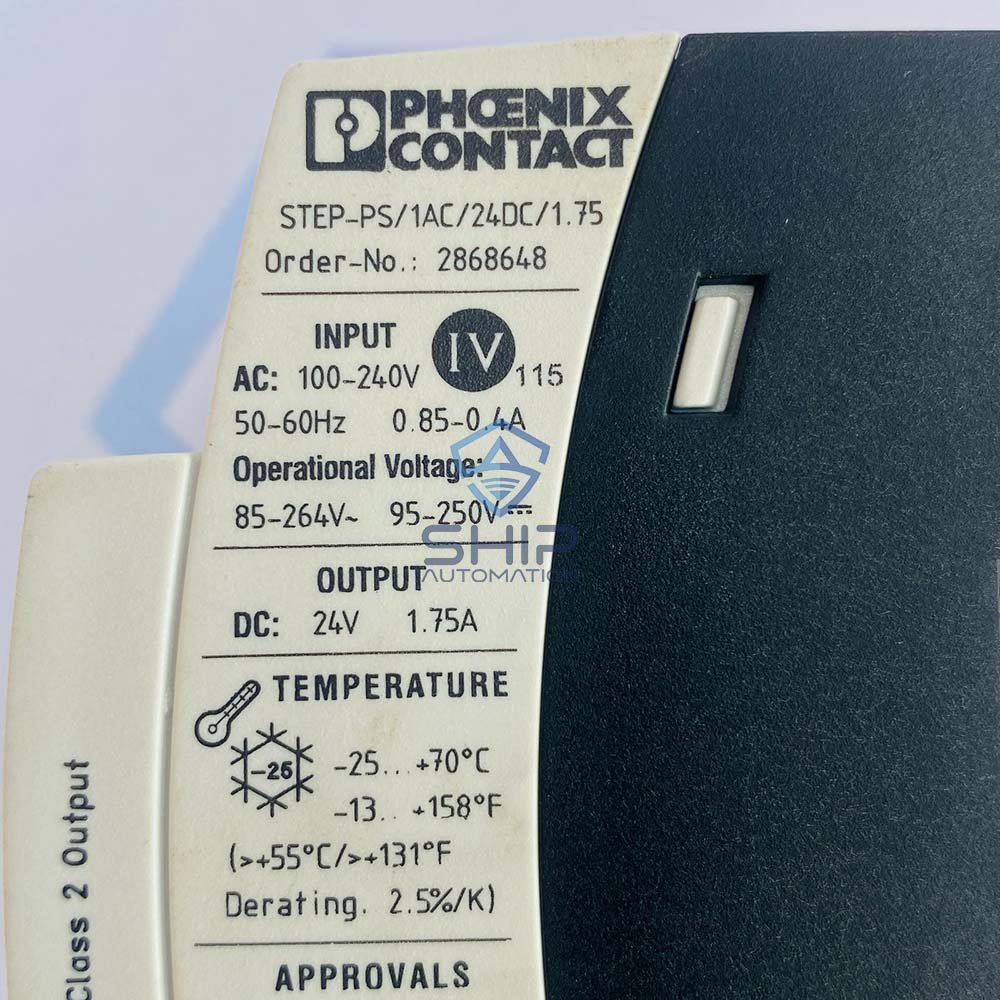 PHŒNIX
CONTACT
STEP-PS/1AC/24DC/1.75
Order-No.: 2868648
INPUT
IV
AC: 100-240V
115
50-60Hz 0.85-0.4A
Operational Voltage:
85-264V~ 95-250V⎓
SHIP
AUTOMATION
OUTPUT
DC: 24V 1.75A
TEMPERATURE
-25
-25...+70°C
-13..+158°F
(>+55°C/>+131°F
Derating. 2.5%/K)
APPROVALS
Class 2 Output